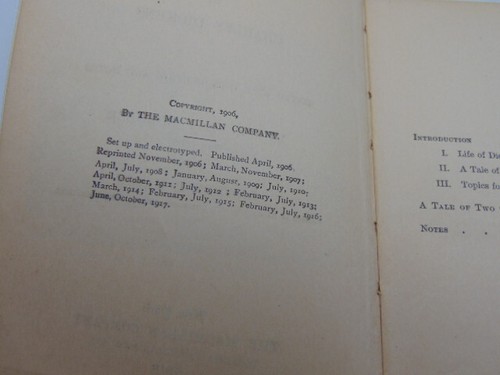 COPYRIGHT, 1906,
BY THE MACMILLAN COMPANY.
Set up and electrotyped. Published April, 1906.
Reprinted November, 1906; March, November, 1907;
April, July, 1908; January, August, 1909; July, 1910;
April, October, 1911; July, 1912; February, July, 1913;
March, 1914; February, July, 1915; February, July, 1916;
June, October, 1917.
INTRODUCTION
I. Life of
II. A Tale of
III. Topics
A TALE OF TWO
NOTES . .